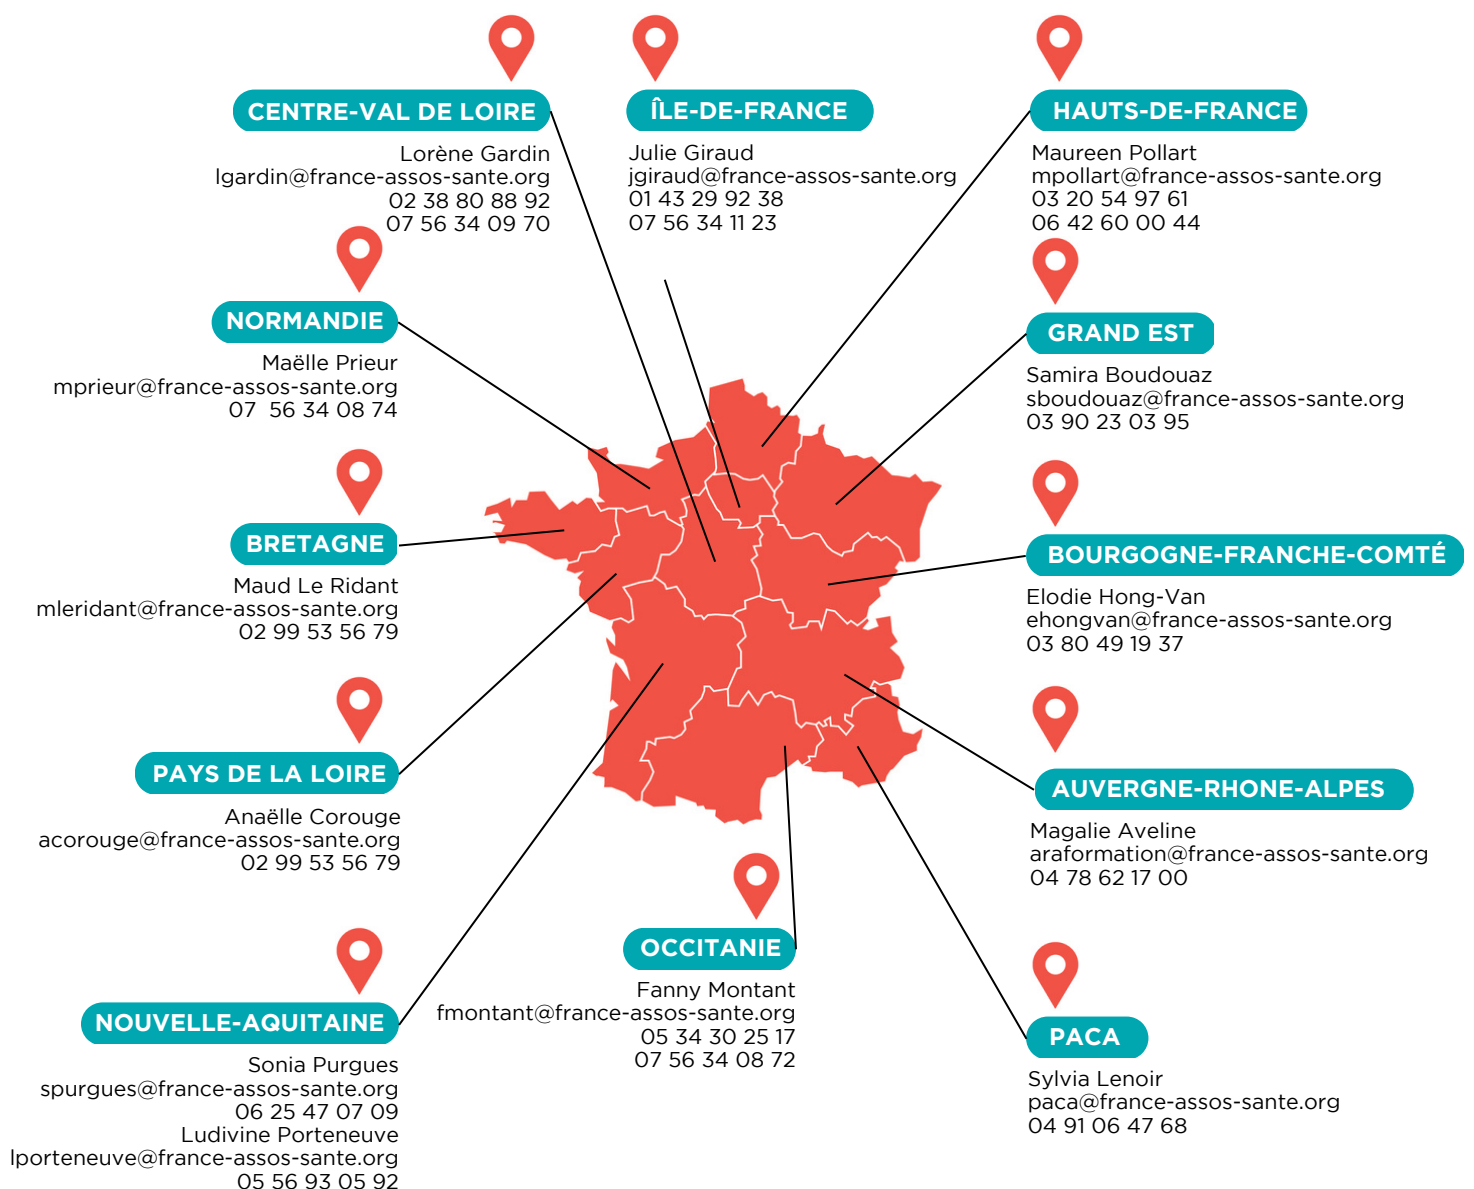 CENTRE-VAL DE LOIRE
Lorène Gardin
lgardin@france-assos-sante.org
02 38 80 88 92
07 56 34 09 70
ÎLE-DE-FRANCE
Julie Giraud
jgiraud@france-assos-sante.org
01 43 29 92 38
07 56 34 11 23
HAUTS-DE-FRANCE
Maureen Pollart
mpollart@france-assos-sante.org
03 20 54 97 61
06 42 60 00 44
NORMANDIE
Maëlle Prieur
mprieur@france-assos-sante.org
07  56 34 08 74
GRAND EST
Samira Boudouaz
sboudouaz@france-assos-sante.org
03 90 23 03 95
BRETAGNE
Maud Le Ridant
mleridant@france-assos-sante.org
02 99 53 56 79
BOURGOGNE-FRANCHE-COMTÉ
Elodie Hong-Van
ehongvan@france-assos-sante.org
03 80 49 19 37
PAYS DE LA LOIRE
Anaëlle Corouge
acorouge@france-assos-sante.org
02 99 53 56 79
AUVERGNE-RHONE-ALPES
Magalie Aveline
araformation@france-assos-sante.org
04 78 62 17 00
OCCITANIE
Fanny Montant
fmontant@france-assos-sante.org
05 34 30 25 17
07 56 34 08 72
NOUVELLE-AQUITAINE
Sonia Purgues
spurgues@france-assos-sante.org
06 25 47 07 09
Ludivine Porteneuve
lporteneuve@france-assos-sante.org
05 56 93 05 92
PACA
Sylvia Lenoir
paca@france-assos-sante.org
04 91 06 47 68